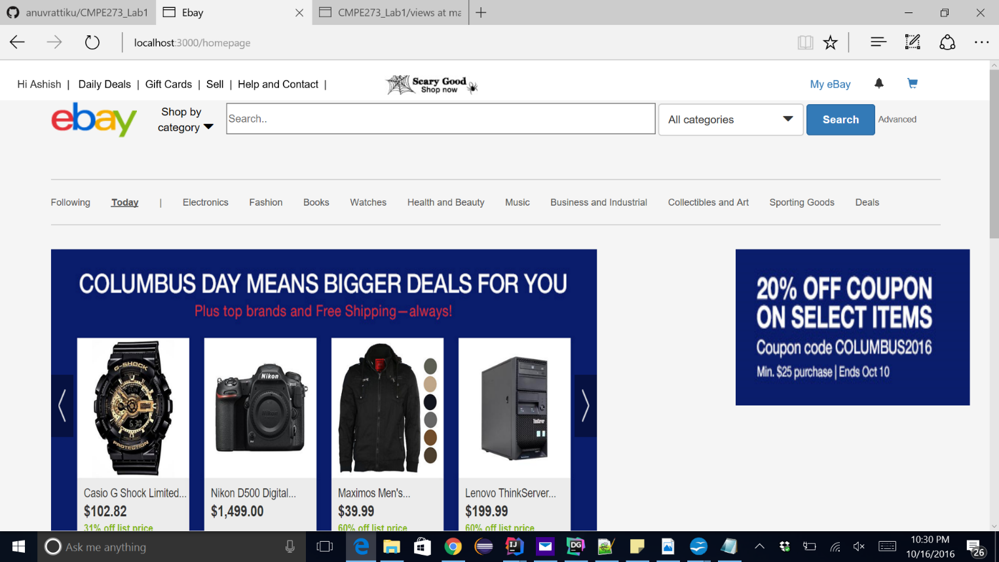 anuvrattiku/CMPE273_Lab1
Ebay
CMPE273_Lab1/views at ma
localhost:3000/homepage
Hi Ashish | Daily Deals | Gift Cards | Sell | Help and Contact |
Scary Good
Shop now
My eBay
ebay
Shop by
category
Search..
All categories
Search
Advanced
Following Today | Electronics Fashion Books Watches Health and Beauty Music Business and Industrial Collectibles and Art Sporting Goods Deals
COLUMBUS DAY MEANS BIGGER DEALS FOR YOU
Plus top brands and Free Shipping—always!
G-SHOCK
PROTECTION
Nikon
ThinkServer
Casio G Shock Limited...
$102.82
31% off list price
Nikon D500 Digital...
$1,499.00
Maximos Men's...
$39.99
60% off list price
Lenovo ThinkServer...
$199.99
60% off list price
20% OFF COUPON
ON SELECT ITEMS
Coupon code COLUMBUS2016
Min. $25 purchase | Ends Oct 10
Ask me anything
IJ
DG
10:30 PM
10/16/2016
26